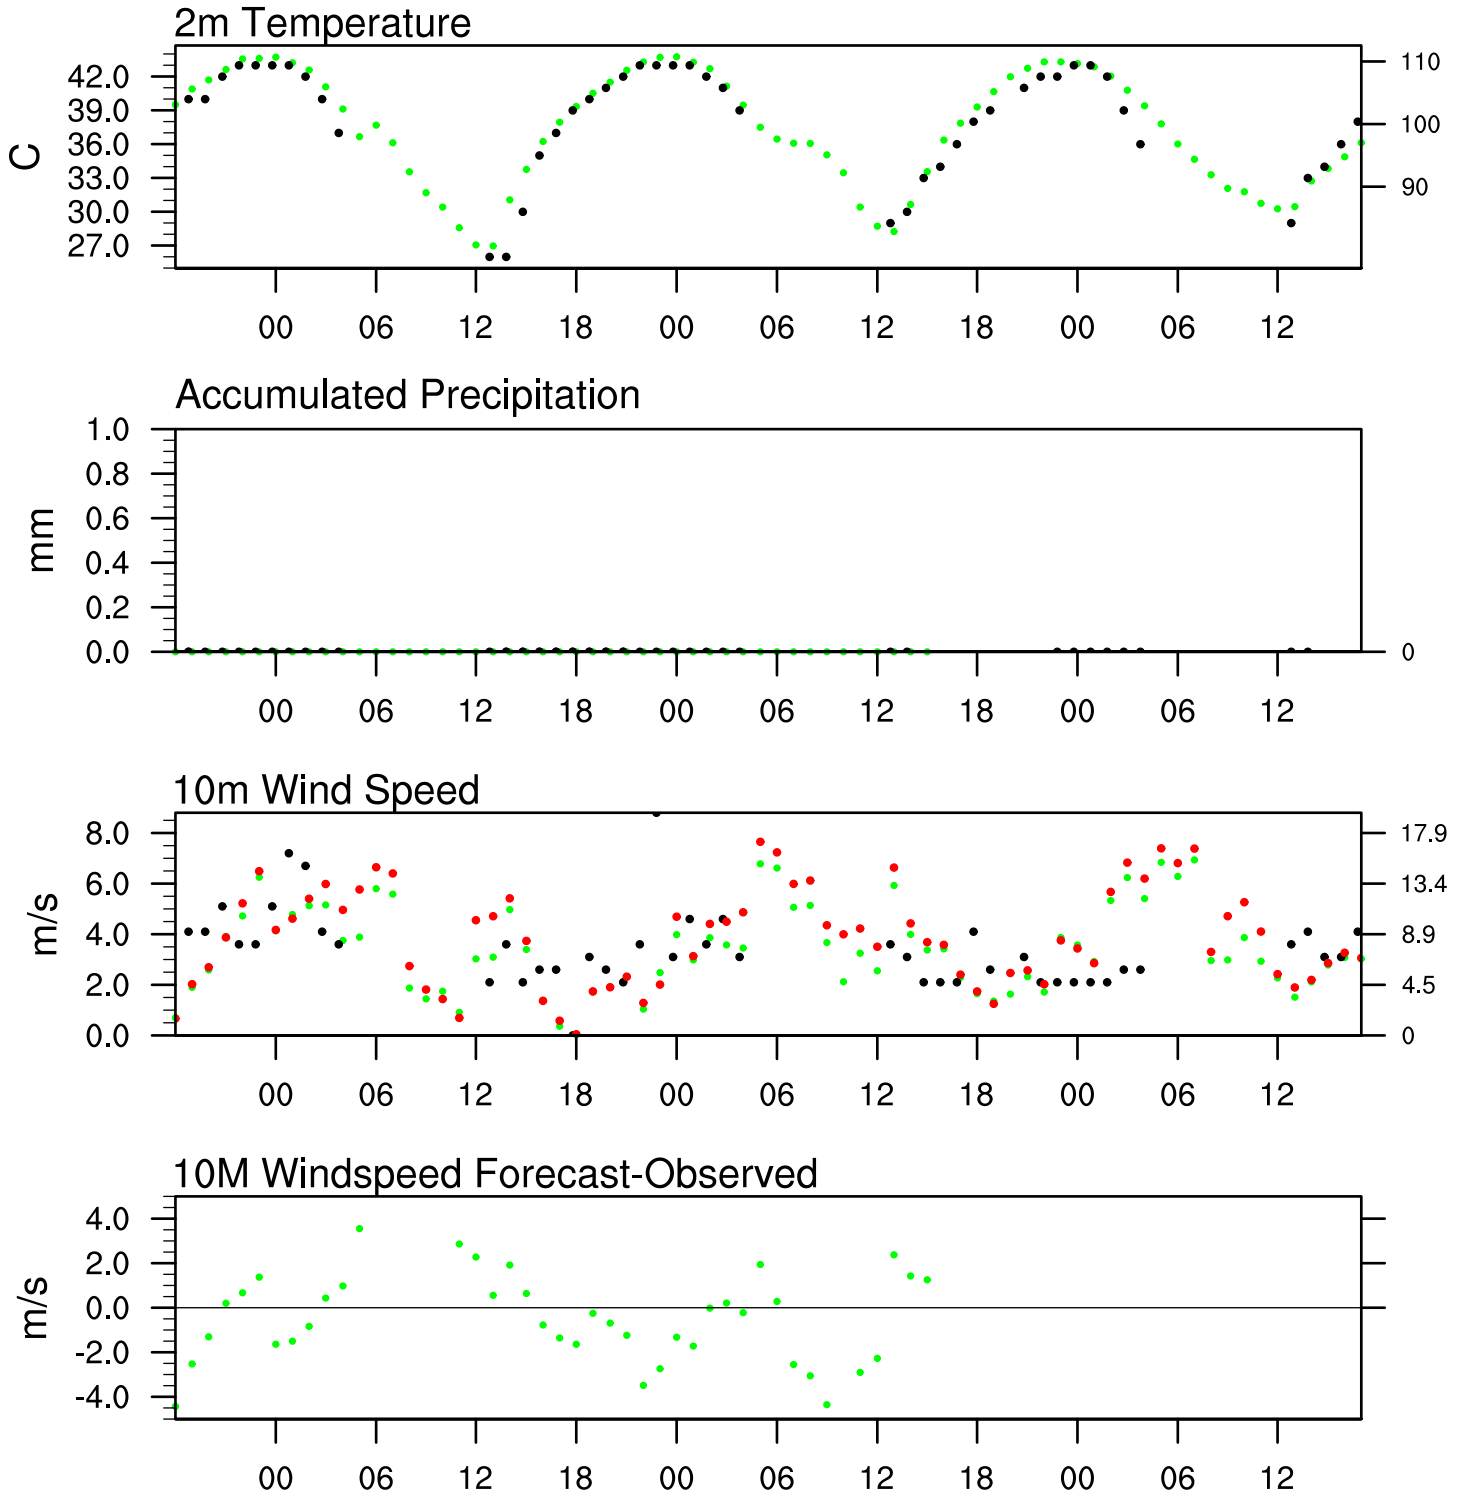 2m Temperature
C
42.0
39.0
36.0
33.0
30.0
27.0
110
100
90
00 06 12 18 00 06 12 18 00 06 12
Accumulated Precipitation
mm
1.0
0.8
0.6
0.4
0.2
0.0
0
00 06 12 18 00 06 12 18 00 06 12
10m Wind Speed
m/s
8.0
6.0
4.0
2.0
0.0
17.9
13.4
8.9
4.5
0
00 06 12 18 00 06 12 18 00 06 12
10M Windspeed Forecast-Observed
m/s
4.0
2.0
0.0
-2.0
-4.0
00 06 12 18 00 06 12 18 00 06 12